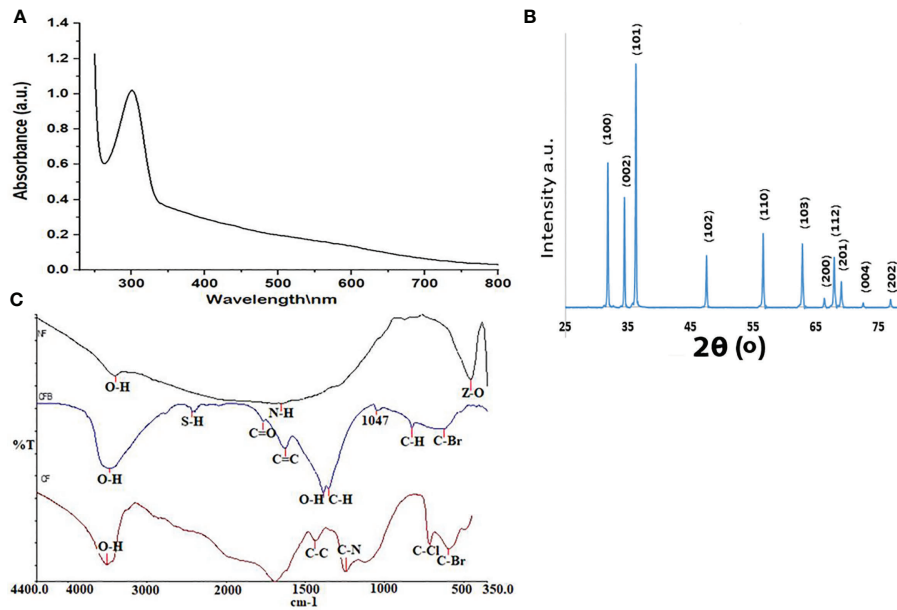 A
1.4
1.2
1.0
0.8
0.6
0.4
0.2
0.0
Absorbance (a.u.)
300 400 500 600 700 800
Wavelength\nm
B
(100)
(002)
(101)
(102)
(110)
(103)
(200)
(112)
(201)
(004)
(202)
Intensity a.u.
25 35 45 55 65 75
2θ (o)
C
NF
O-H
N-H
Z-O
CFB
O-H
S-H
C=O
C=C
O-H C-H
1047
C-H
C-Br
%T
CF
O-H
C-C
C-N
C-Cl
C-Br
4400.0 3000 2000 1500 1000 500 350.0
cm-1